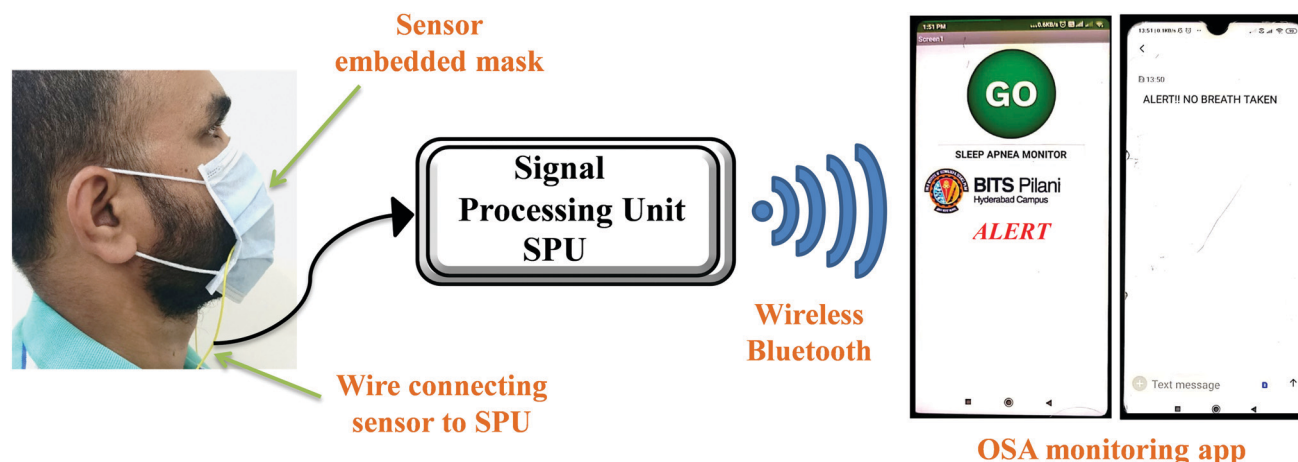 Sensor
embedded mask
Wire connecting
sensor to SPU
Signal
Processing Unit
SPU
Wireless
Bluetooth
1:51 PM
Screen1
GO
SLEEP APNEA MONITOR
BITS Pilani
Hyderabad Campus
ALERT
13:50
ALERT!! NO BREATH TAKEN
Text message
OSA monitoring app